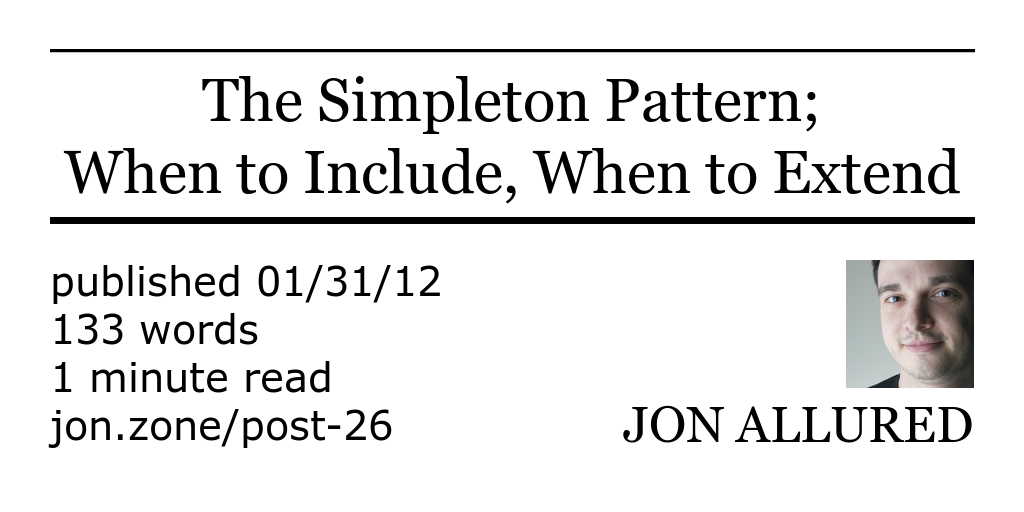 The Simpleton Pattern;
When to Include, When to Extend
published 01/31/12
133 words
1 minute read
jon.zone/post-26
JON ALLURED